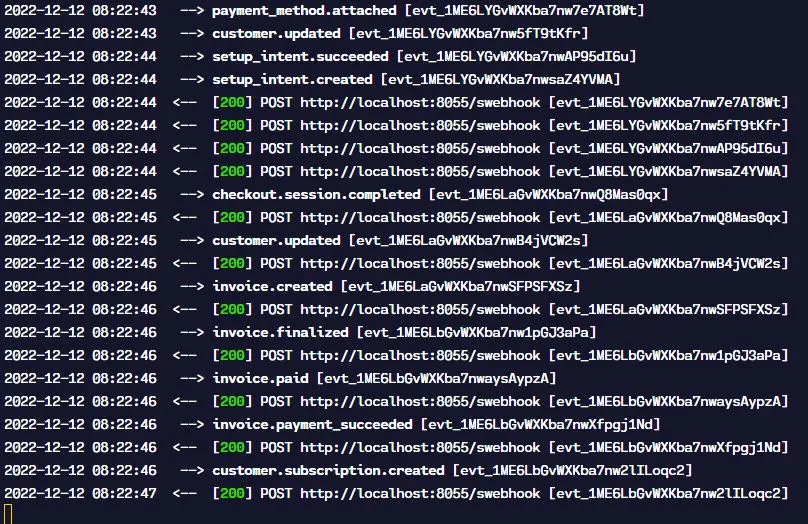 2022-12-12 08:22:43 --> payment_method.attached [evt_1ME6LYGvWXKba7nw7e7AT8Wt]
2022-12-12 08:22:43 --> customer.updated [evt_1ME6LYGvWXKba7nw5fT9tKfr]
2022-12-12 08:22:44 --> setup_intent.succeeded [evt_1ME6LYGvWXKba7nwAP95dI6u]
2022-12-12 08:22:44 --> setup_intent.created [evt_1ME6LYGvWXKba7nwsaZ4YVMA]
2022-12-12 08:22:44 <-- [200] POST http://localhost:8055/swebhook [evt_1ME6LYGvWXKba7nw7e7AT8Wt]
2022-12-12 08:22:44 <-- [200] POST http://localhost:8055/swebhook [evt_1ME6LYGvWXKba7nw5fT9tKfr]
2022-12-12 08:22:44 <-- [200] POST http://localhost:8055/swebhook [evt_1ME6LYGvWXKba7nwAP95dI6u]
2022-12-12 08:22:44 <-- [200] POST http://localhost:8055/swebhook [evt_1ME6LYGvWXKba7nwsaZ4YVMA]
2022-12-12 08:22:45 --> checkout.session.completed [evt_1ME6LaGvWXKba7nwQ8Mas0qx]
2022-12-12 08:22:45 <-- [200] POST http://localhost:8055/swebhook [evt_1ME6LaGvWXKba7nwQ8Mas0qx]
2022-12-12 08:22:45 --> customer.updated [evt_1ME6LaGvWXKba7nwB4jVCW2s]
2022-12-12 08:22:45 <-- [200] POST http://localhost:8055/swebhook [evt_1ME6LaGvWXKba7nwB4jVCW2s]
2022-12-12 08:22:46 --> invoice.created [evt_1ME6LaGvWXKba7nwSFPSFXSz]
2022-12-12 08:22:46 <-- [200] POST http://localhost:8055/swebhook [evt_1ME6LaGvWXKba7nwSFPSFXSz]
2022-12-12 08:22:46 --> invoice.finalized [evt_1ME6LbGvWXKba7nw1pGJ3aPa]
2022-12-12 08:22:46 <-- [200] POST http://localhost:8055/swebhook [evt_1ME6LbGvWXKba7nw1pGJ3aPa]
2022-12-12 08:22:46 --> invoice.paid [evt_1ME6LbGvWXKba7nwaysAypzA]
2022-12-12 08:22:46 <-- [200] POST http://localhost:8055/swebhook [evt_1ME6LbGvWXKba7nwaysAypzA]
2022-12-12 08:22:46 --> invoice.payment_succeeded [evt_1ME6LbGvWXKba7nwXfpgj1Nd]
2022-12-12 08:22:46 <-- [200] POST http://localhost:8055/swebhook [evt_1ME6LbGvWXKba7nwXfpgj1Nd]
2022-12-12 08:22:46 --> customer.subscription.created [evt_1ME6LbGvWXKba7nw2lILoqc2]
2022-12-12 08:22:47 <-- [200] POST http://localhost:8055/swebhook [evt_1ME6LbGvWXKba7nw2lILoqc2]